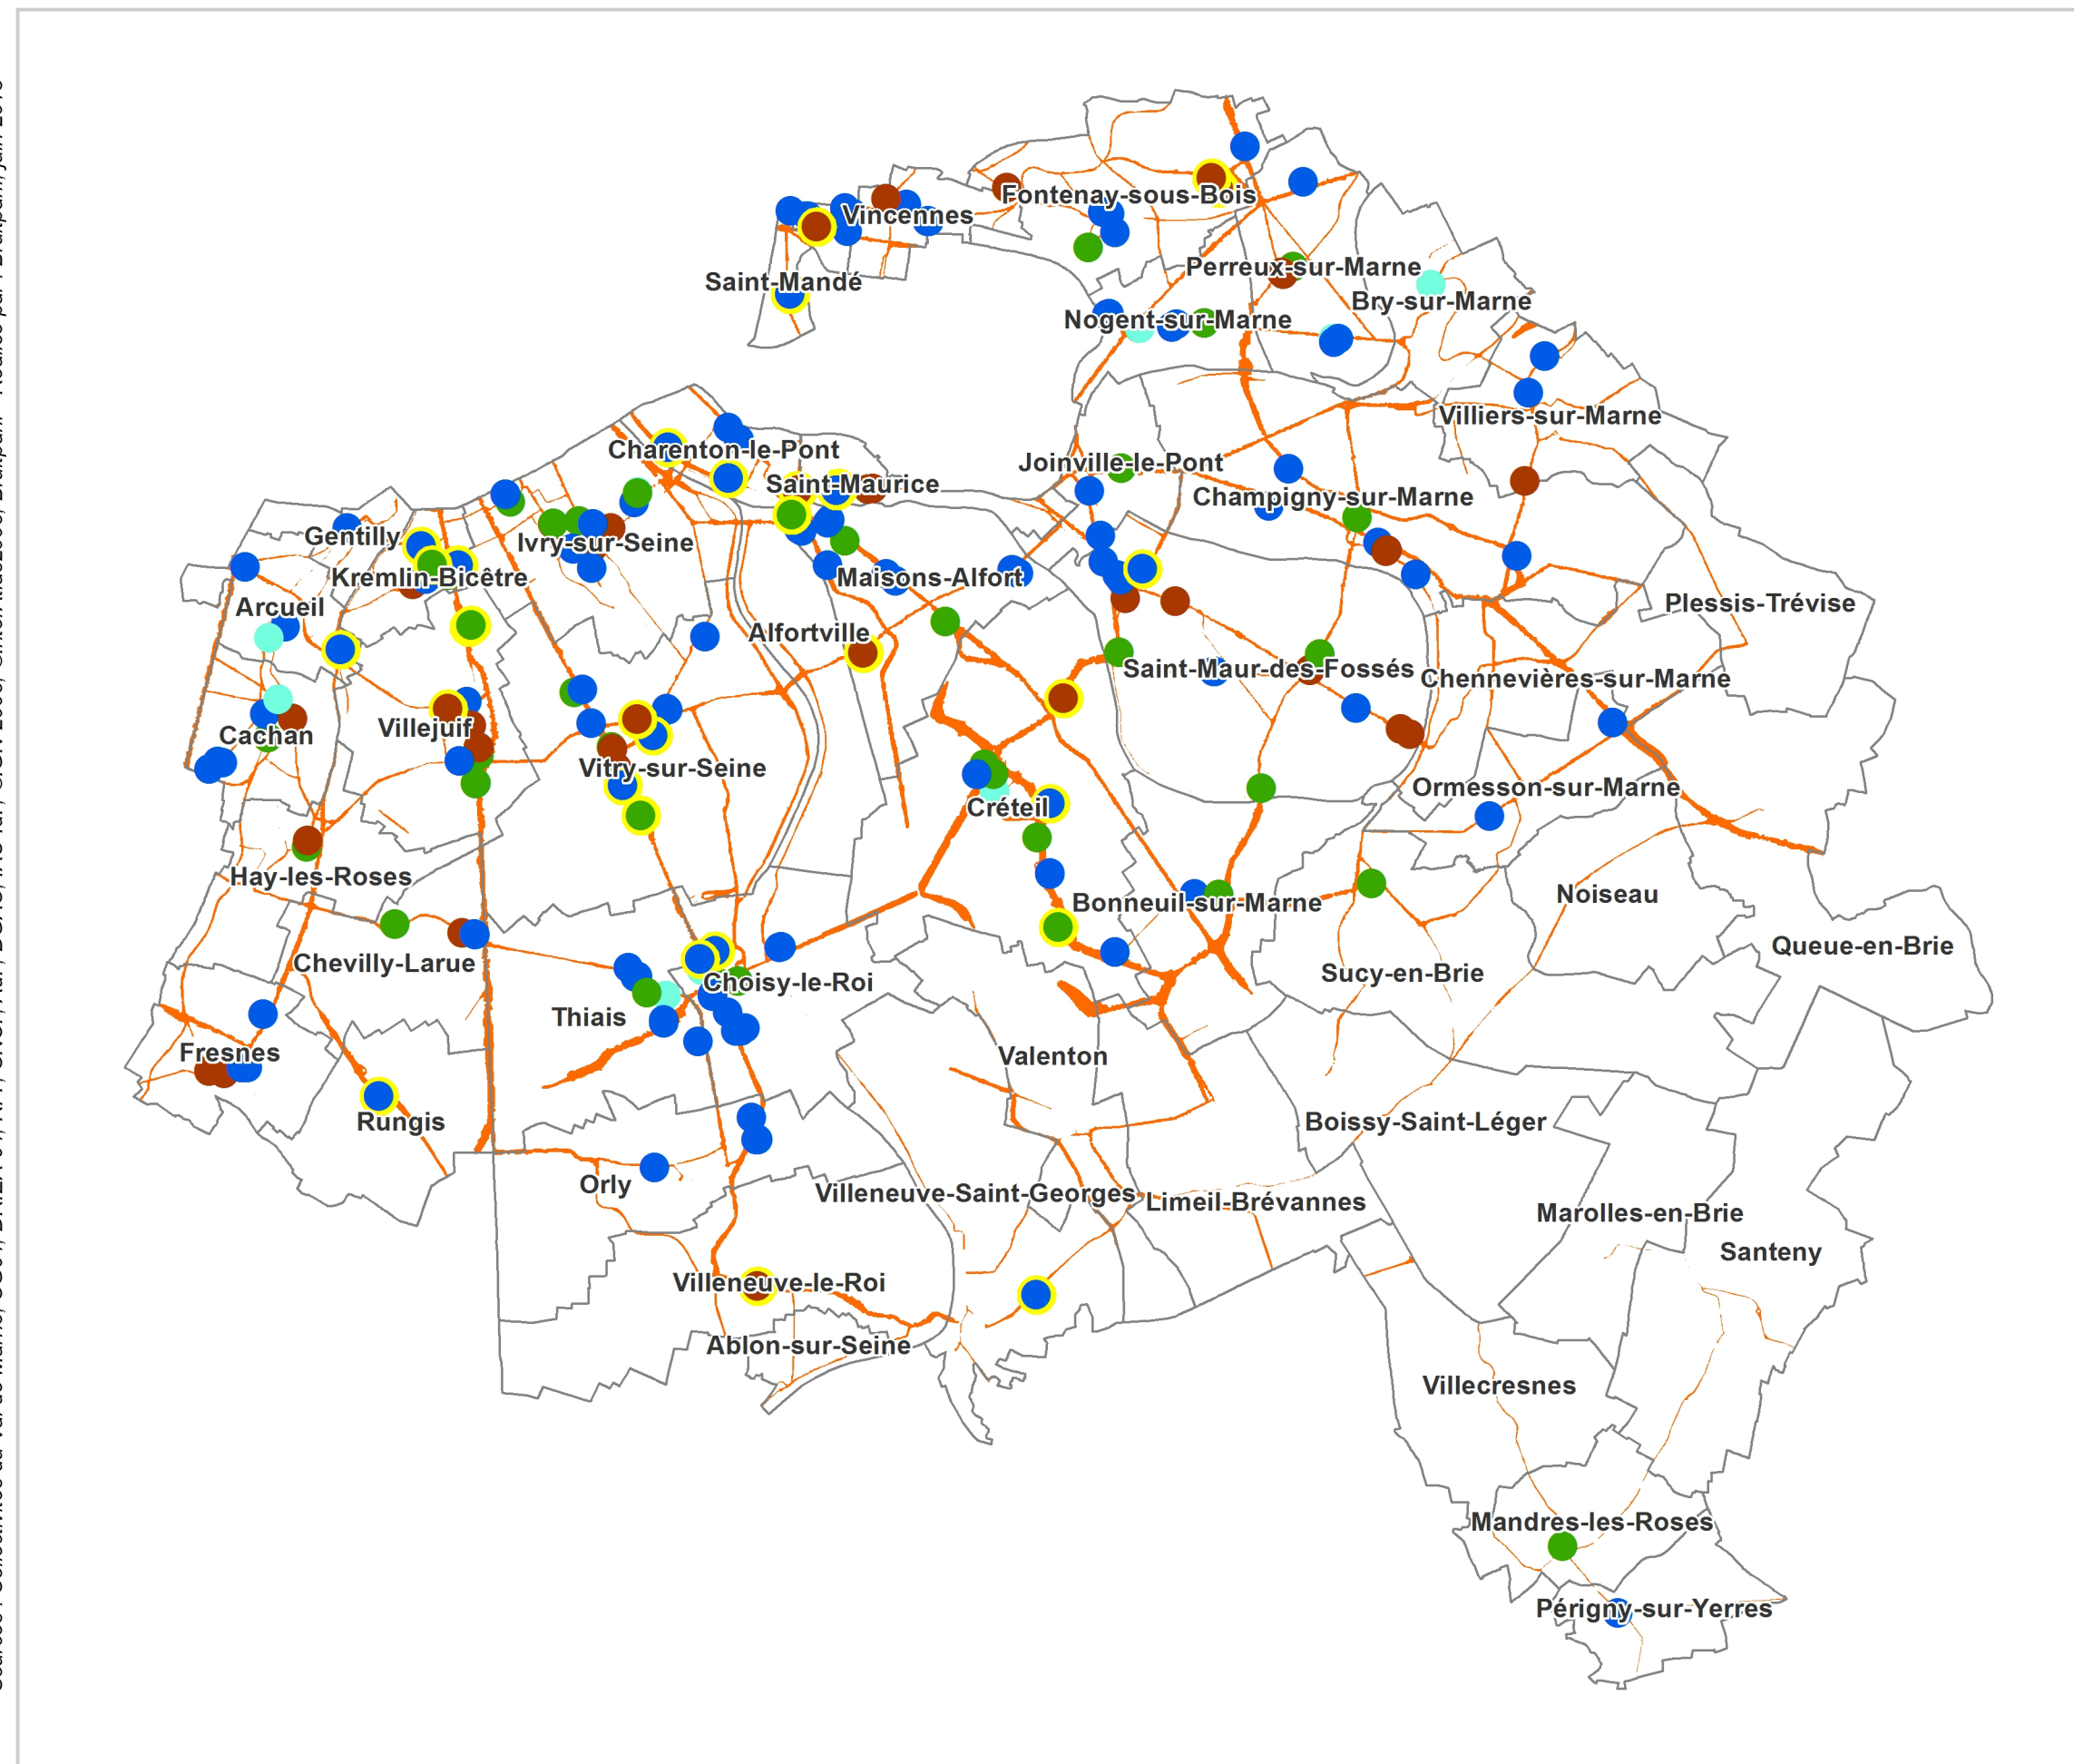 Fontenay-sous-Bois
Vincennes
Saint-Mandé
Perreux-sur-Marne
Bry-sur-Marne
Nogent-sur-Marne
Villiers-sur-Marne
Charenton-le-Pont
Joinville-le-Pont
Saint-Maurice
Champigny-sur-Marne
Gentilly
Ivry-sur-Seine
Kremlin-Bicêtre
Maisons-Alfort
Arcueil
Plessis-Trévise
Alfortville
Saint-Maur-des-Fossés
Chennevières-sur-Marne
Villejuif
Cachan
Vitry-sur-Seine
Ormesson-sur-Marne
Créteil
Hay-les-Roses
Noiseau
Bonneuil-sur-Marne
Queue-en-Brie
Chevilly-Larue
Sucy-en-Brie
Choisy-le-Roi
Thiais
Fresnes
Valenton
Rungis
Boissy-Saint-Léger
Orly
Villeneuve-Saint-Georges
Limeil-Brévannes
Marolles-en-Brie
Santeny
Villeneuve-le-Roi
Ablon-sur-Seine
Villecresnes
Mandres-les-Roses
Périgny-sur-Yerres